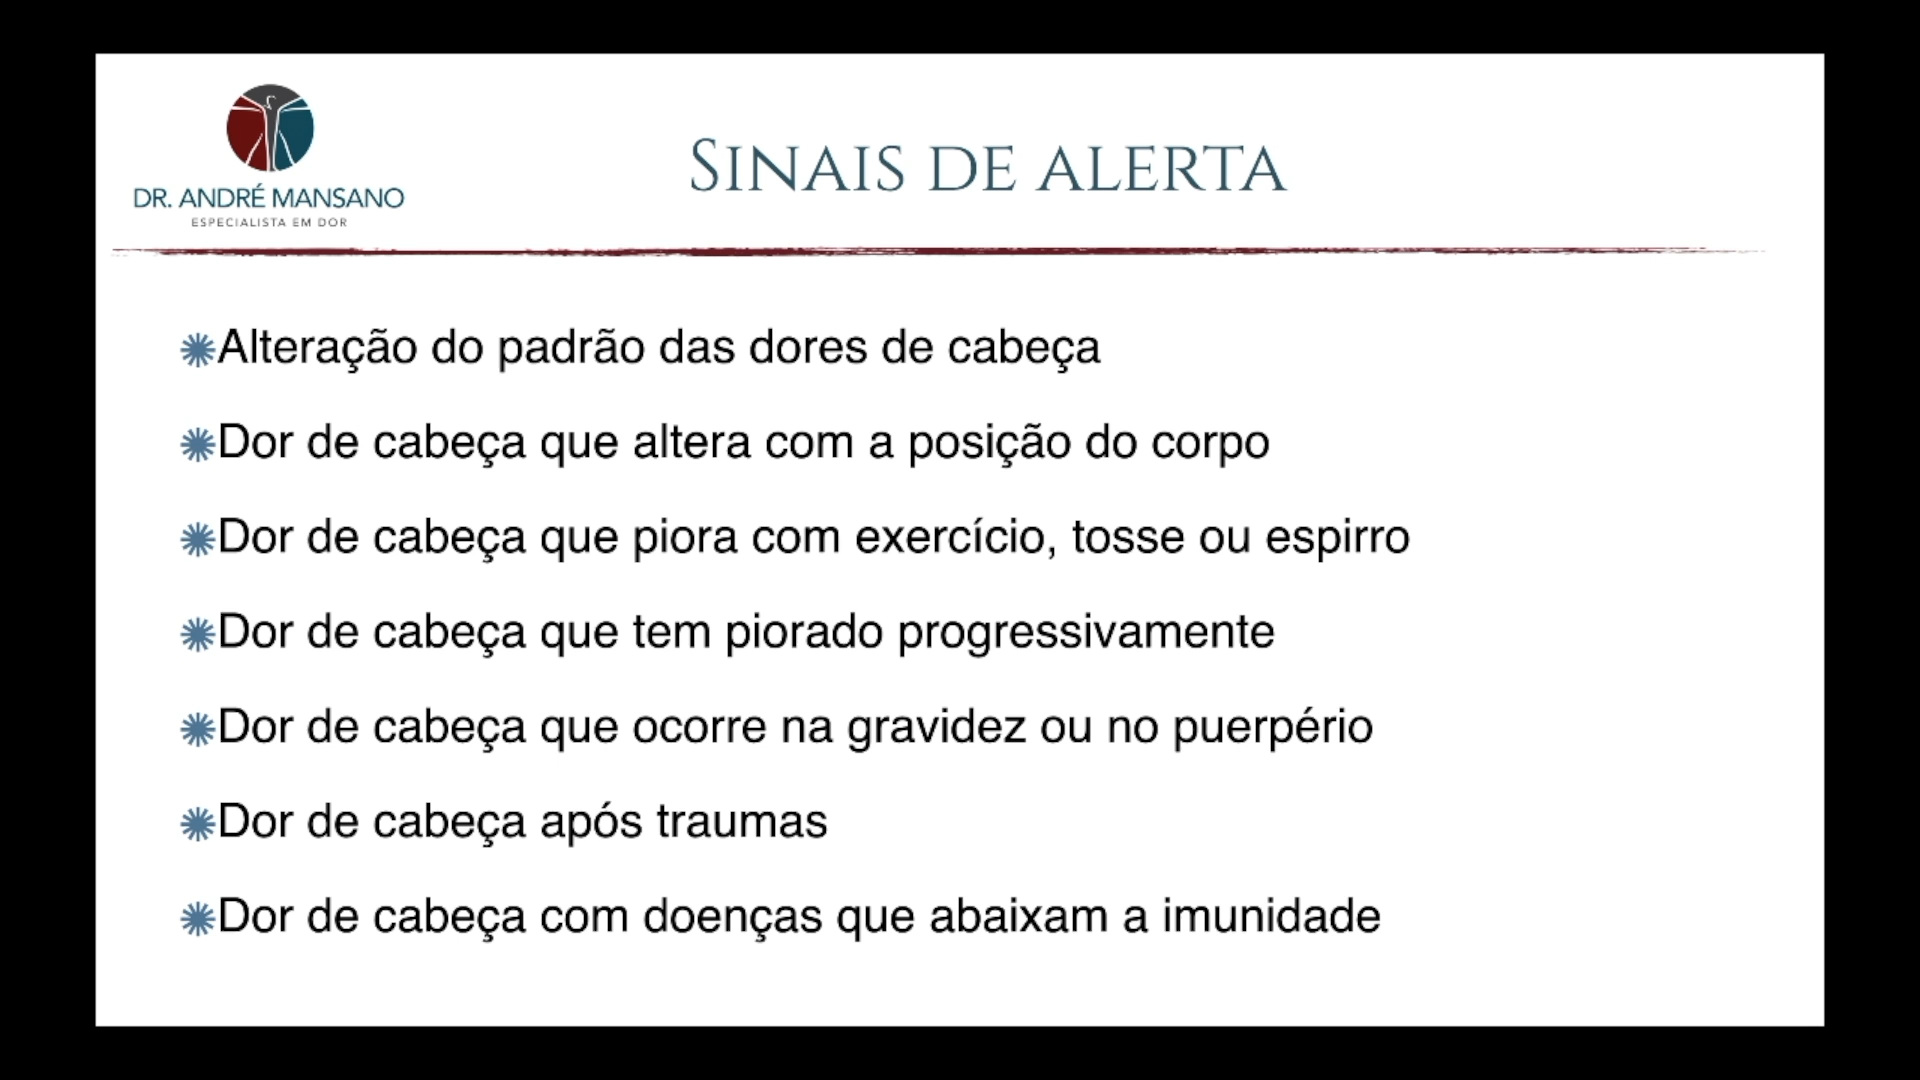 DR. ANDRÉ MANSANO
ESPECIALISTA EM DOR
SINAIS DE ALERTA
Alteração do padrão das dores de cabeça
Dor de cabeça que altera com a posição do corpo
Dor de cabeça que piora com exercício, tosse ou espirro
Dor de cabeça que tem piorado progressivamente
Dor de cabeça que ocorre na gravidez ou no puerpério
Dor de cabeça após traumas
Dor de cabeça com doenças que abaixam a imunidade